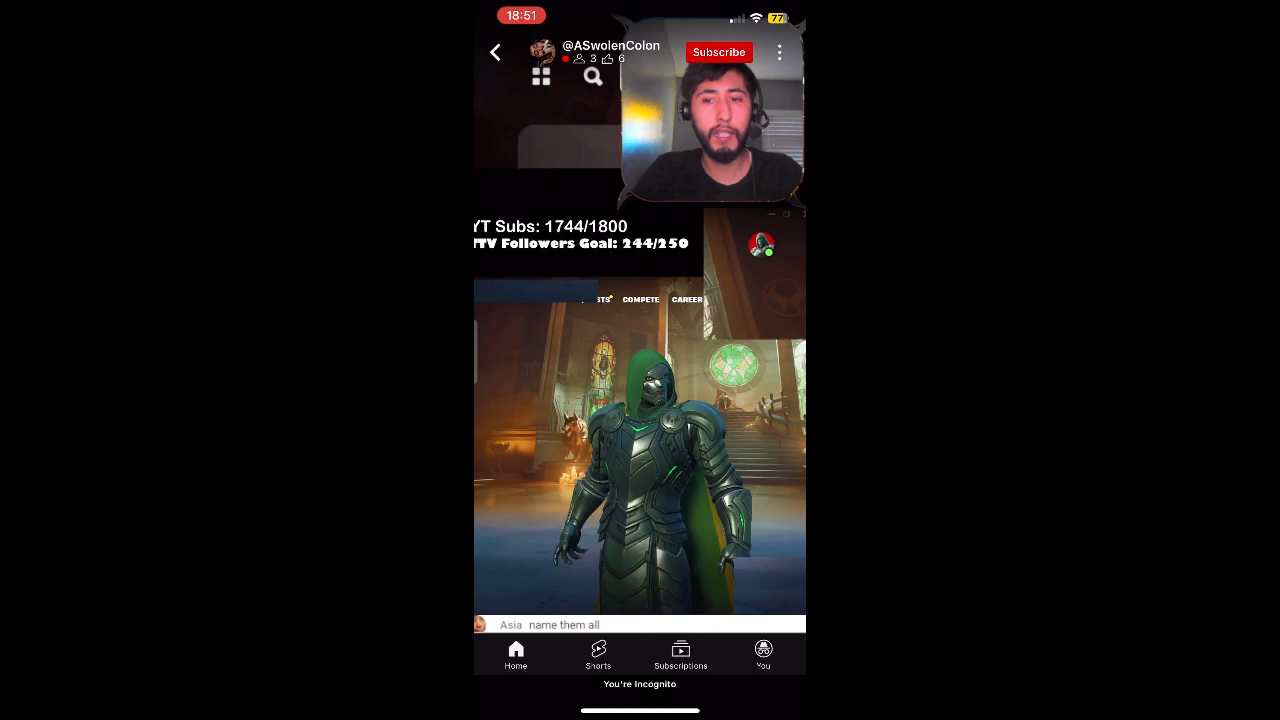 18:51
77
@ASwolenColon
3 6
Subscribe
YT Subs: 1744/1800
TTV Followers Goal: 244/250
STS COMPETE CAREER
Asia name them all
Home Shorts Subscriptions You
You're Incognito